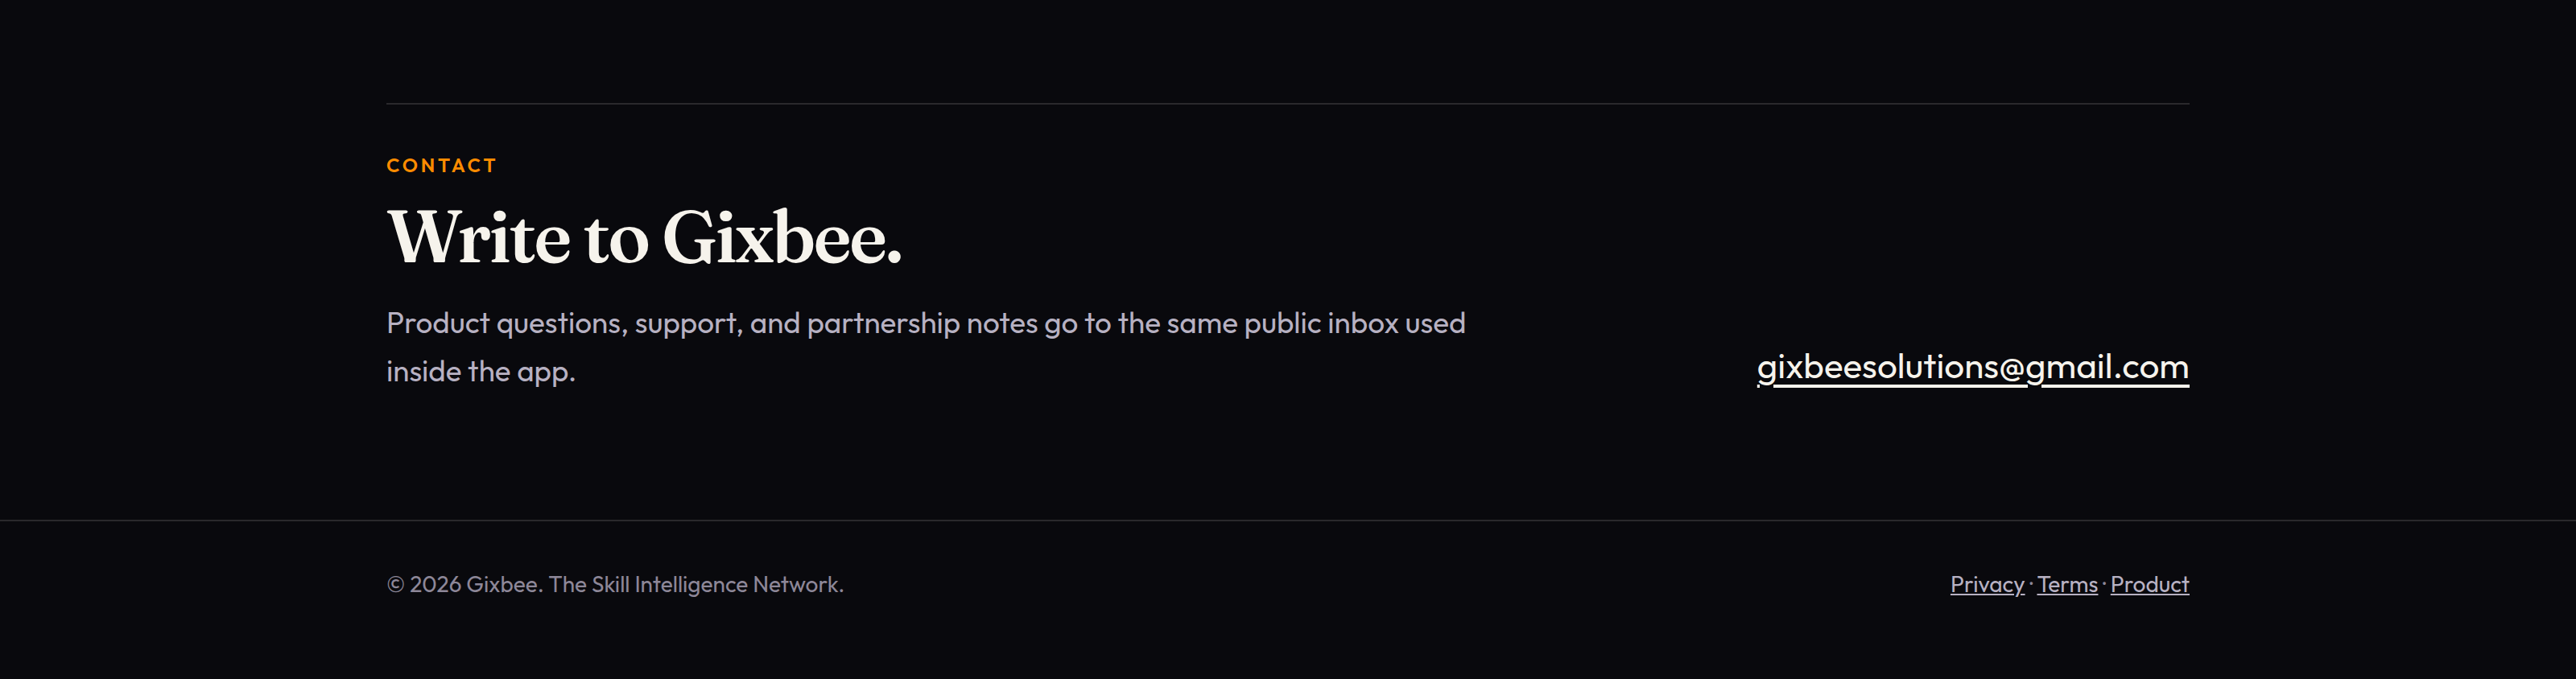 CONTACT
Write to Gixbee.
Product questions, support, and partnership notes go to the same public inbox used
inside the app.
gixbeesolutions@gmail.com
© 2026 Gixbee. The Skill Intelligence Network.
Privacy · Terms · Product